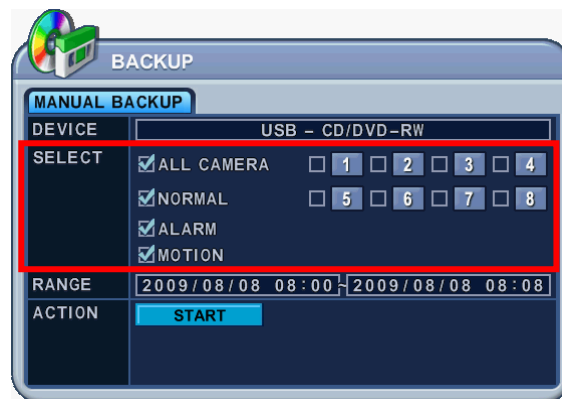 BACKUP
MANUAL BACKUP
DEVICE USB – CD/DVD–RW
SELECT ALL CAMERA 1 2 3 4
NORMAL 5 6 7 8
ALARM
MOTION
RANGE 2009/08/08 08:00~2009/08/08 08:08
ACTION START